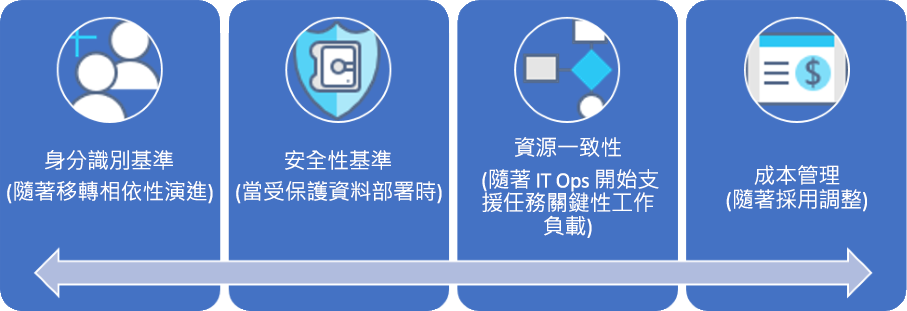 身分識別基準
(隨著移轉相依性演進)
安全性基準
(當受保護資料部署時)
資源一致性
(隨著 IT Ops 開始支
援任務關鍵性工作
負載)
成本管理
(隨著採用調整)
$